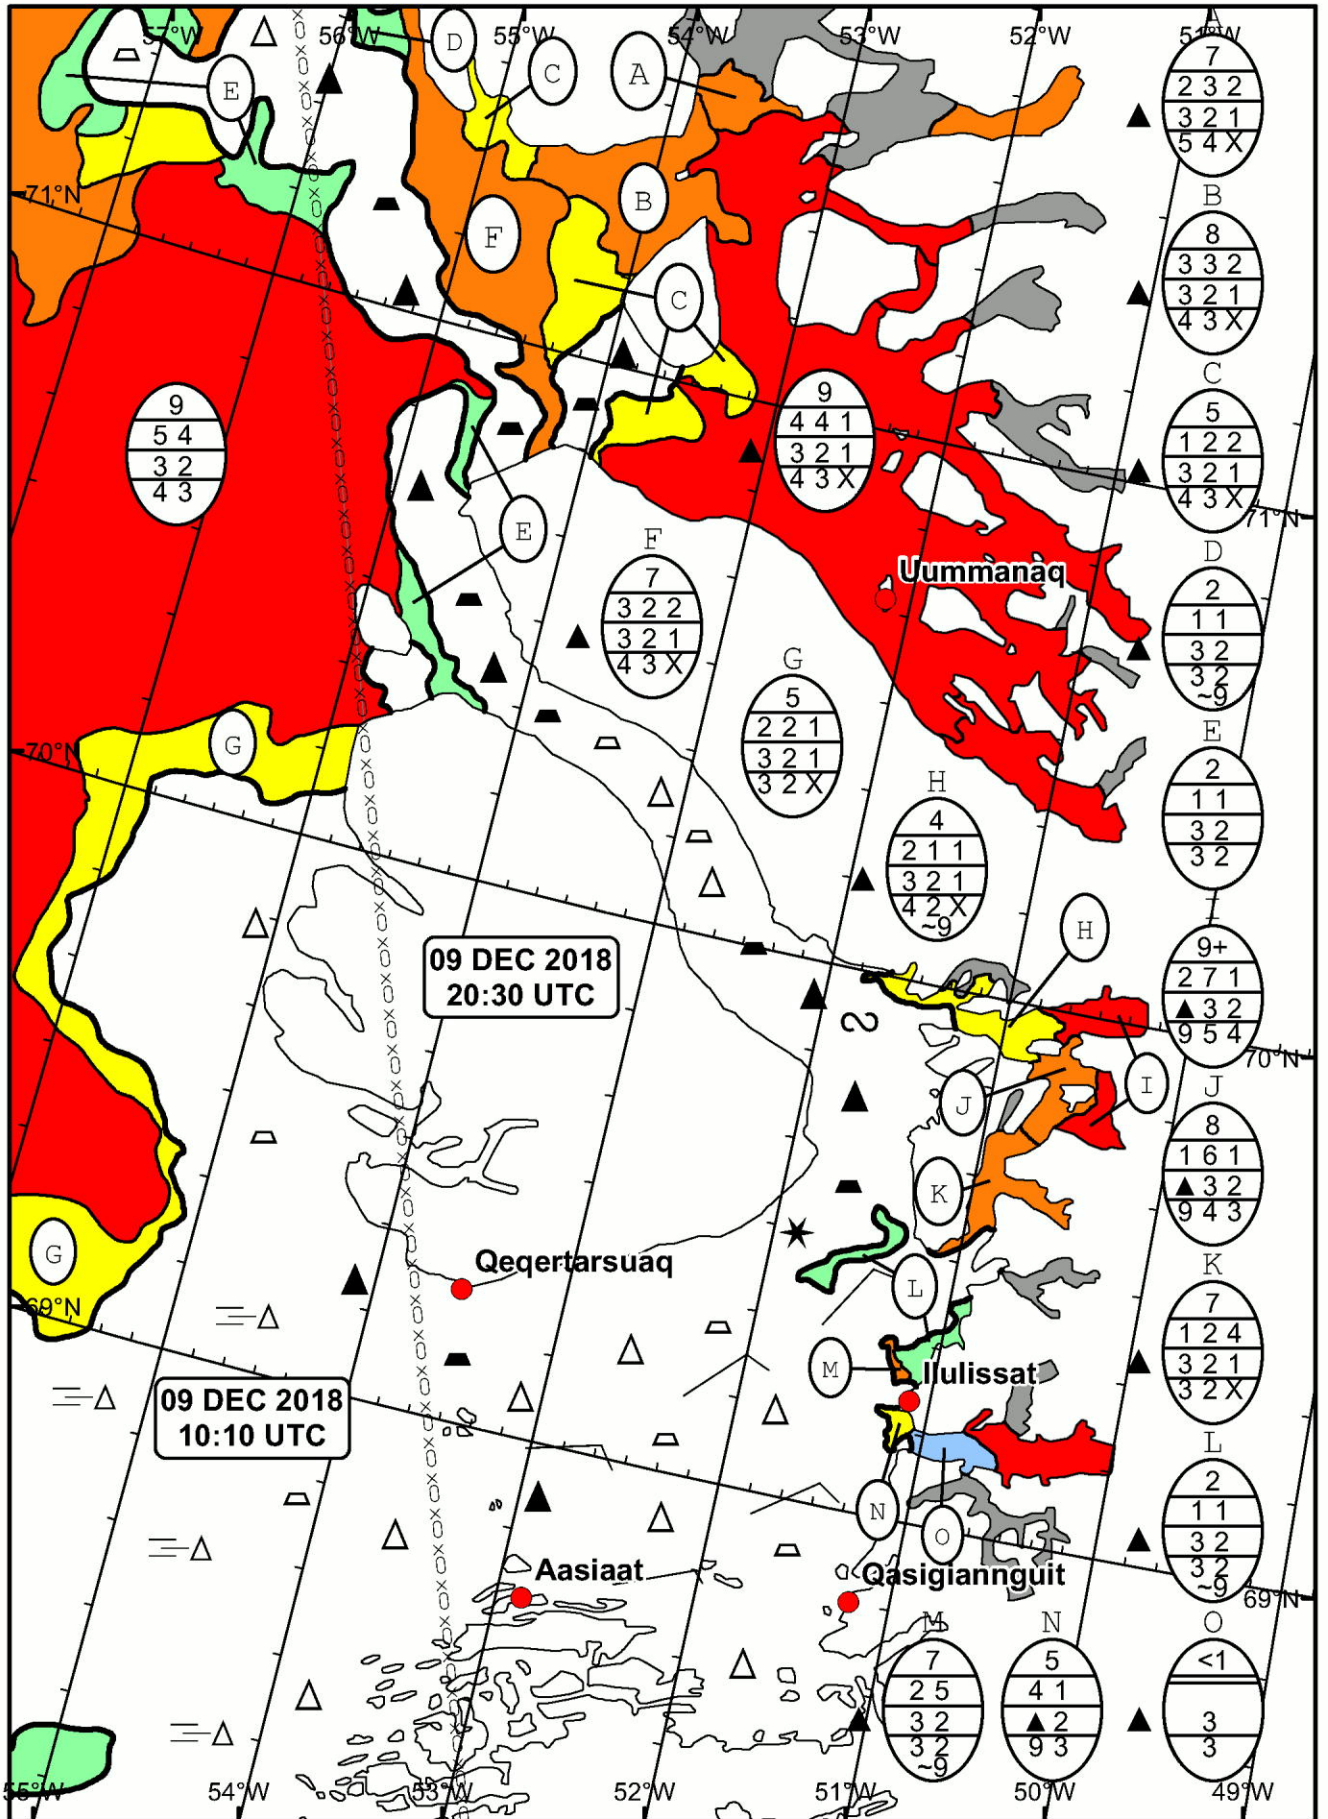 57°W
56°W
55°W
54°W
53°W
52°W
51°W
D
C
A
E
A
7
2 3 2
3 2 1
5 4 X
71°N
B
F
B
8
3 3 2
3 2 1
4 3 X
C
9
5 4
3 2
4 3
9
4 4 1
3 2 1
4 3 X
C
5
1 2 2
3 2 1
4 3 X
71°N
E
F
7
3 2 2
3 2 1
4 3 X
Uummanaq
D
2
1 1
3 2
3 2
~9
G
5
2 2 1
3 2 1
3 2 X
70°N
G
E
2
1 1
3 2
3 2
H
4
2 1 1
3 2 1
4 2 X
~9
H
I
9+
2 7 1
▲ 3 2
9 5 4
09 DEC 2018
20:30 UTC
70°N
J
I
J
8
1 6 1
▲ 3 2
9 4 3
K
G
Qeqertarsuaq
L
K
7
1 2 4
3 2 1
3 2 X
69°N
M
Ilulissat
09 DEC 2018
10:10 UTC
L
2
1 1
3 2
3 2
~9
N
O
Aasiaat
Qasigiannguit
69°N
M
7
2 5
3 2
3 2
~9
N
5
4 1
▲ 2
9 3
O
<1
3
3
55°W
54°W
53°W
52°W
51°W
50°W
49°W